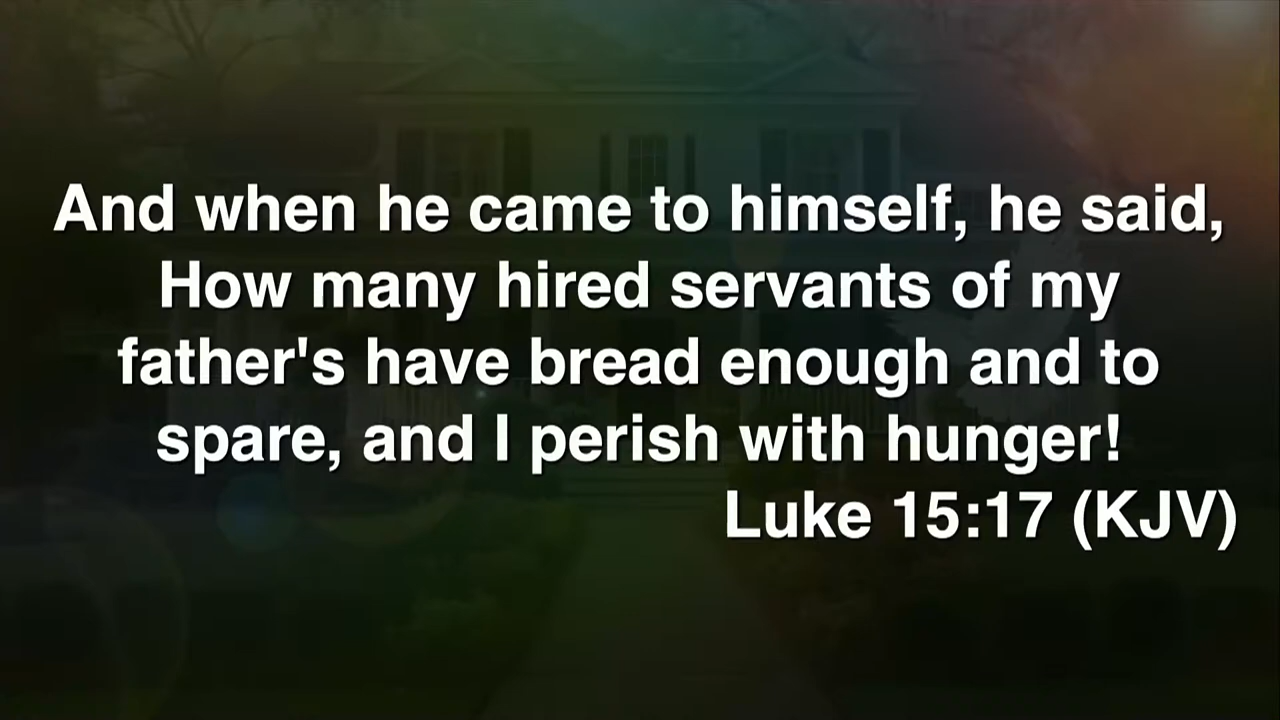 And when he came to himself, he said,
How many hired servants of my
father's have bread enough and to
spare, and I perish with hunger!
Luke 15:17 (KJV)